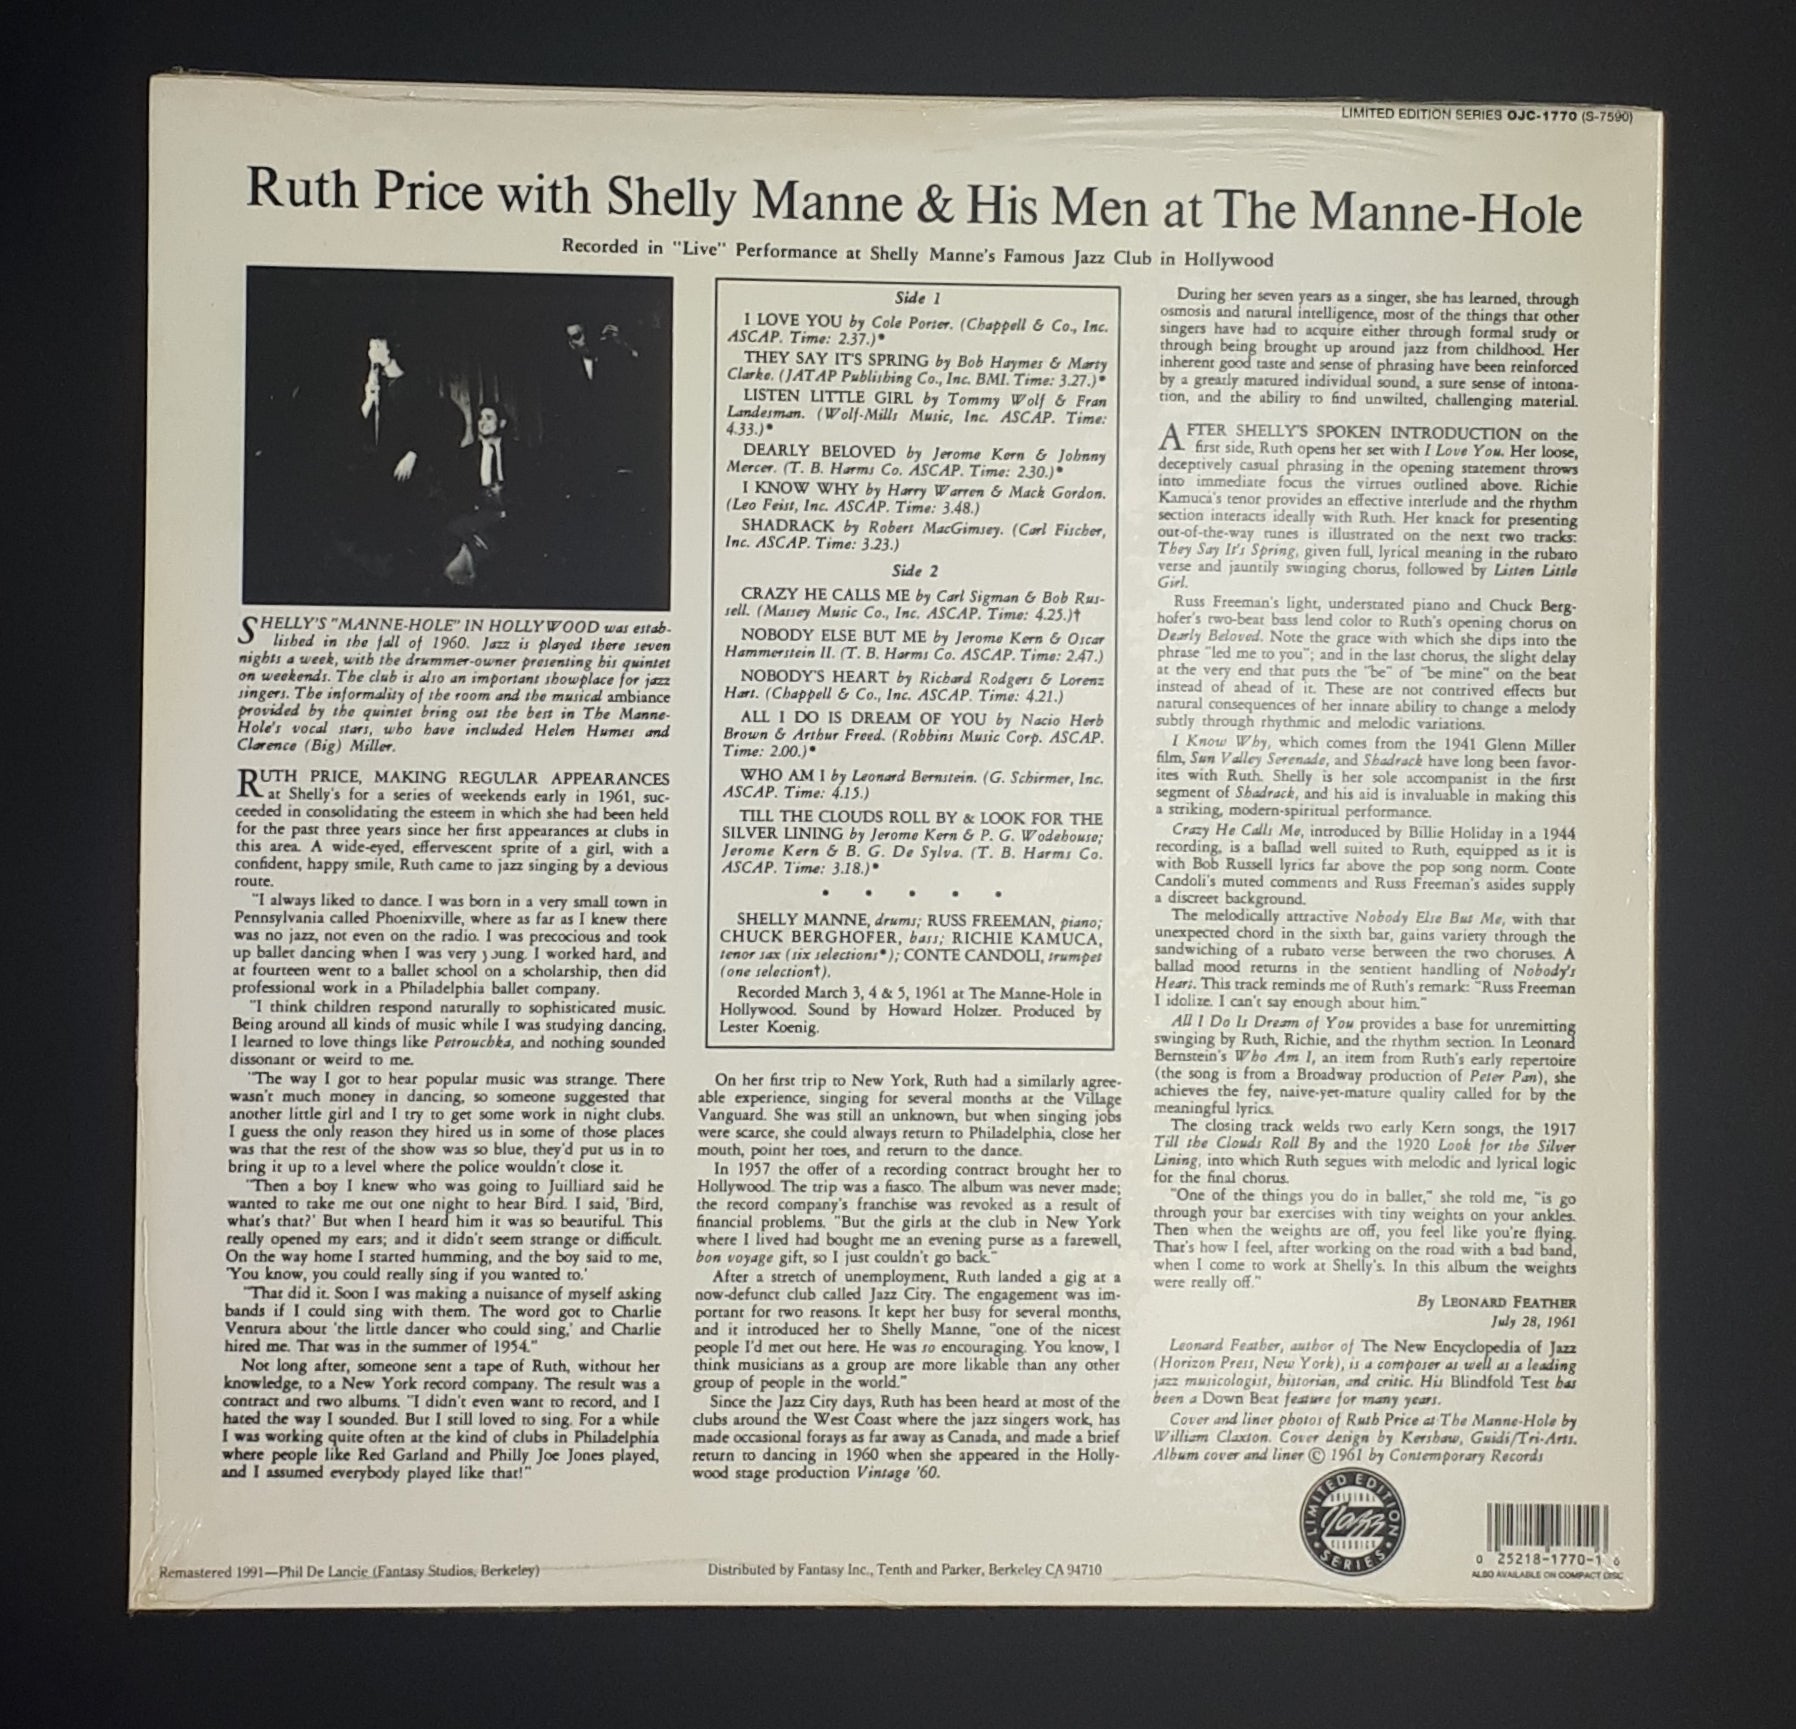 LIMITED EDITION SERIES OJC-1770 (S-7590)
Ruth Price with Shelly Manne & His Men at The Manne-Hole
Recorded in "Live" Performance at Shelly Manne's Famous Jazz Club in Hollywood
SHELLY'S "MANNE-HOLE" IN HOLLYWOOD was estab-
lished in the fall of 1960. Jazz is played there seven
nights a week, with the drummer-owner presenting his quintet
on weekends. The club is also an important showplace for jazz
singers. The informality of the room and the musical ambiance
provided by the quintet bring out the best in The Manne-
Hole's vocal stars, who have included Helen Humes and
Clarence (Big) Miller.
RUTH PRICE, MAKING REGULAR APPEARANCES
at Shelly's for a series of weekends early in 1961, suc-
ceeded in consolidating the esteem in which she had been held
for the past three years since her first appearances at clubs in
this area. A wide-eyed, effervescent sprite of a girl, with a
confident, happy smile, Ruth came to jazz singing by a devious
route.
"I always liked to dance. I was born in a very small town in
Pennsylvania called Phoenixville, where as far as I knew there
was no jazz, not even on the radio. I was precocious and took
up ballet dancing when I was very young. I worked hard, and
at fourteen went to a ballet school on a scholarship, then did
professional work in a Philadelphia ballet company.
"I think children respond naturally to sophisticated music.
Being around all kinds of music while I was studying dancing,
I learned to love things like Petrouchka, and nothing sounded
dissonant or weird to me.
"The way I got to hear popular music was strange. There
wasn't much money in dancing, so someone suggested that
another little girl and I try to get some work in night clubs.
I guess the only reason they hired us in some of those places
was that the rest of the show was so blue, they'd put us in to
bring it up to a level where the police wouldn't close it.
"Then a boy I knew who was going to Juilliard said he
wanted to take me out one night to hear Bird. I said, 'Bird,
what's that?' But when I heard him it was so beautiful. This
really opened my ears; and it didn't seem strange or difficult.
On the way home I started humming, and the boy said to me,
'You know, you could really sing if you wanted to.'
"That did it. Soon I was making a nuisance of myself asking
bands if I could sing with them. The word got to Charlie
Ventura about 'the little dancer who could sing,' and Charlie
hired me. That was in the summer of 1954."
Not long after, someone sent a tape of Ruth, without her
knowledge, to a New York record company. The result was a
contract and two albums. "I didn't even want to record, and I
hated the way I sounded. But I still loved to sing. For a while
I was working quite often at the kind of clubs in Philadelphia
where people like Red Garland and Philly Joe Jones played,
and I assumed everybody played like that!"
Side 1
I LOVE YOU by Cole Porter. (Chappell & Co., Inc.
ASCAP. Time: 2.37.)*
THEY SAY IT'S SPRING by Bob Haymes & Marty
Clarke. (JATAP Publishing Co., Inc. BMI. Time: 3.27.)*
LISTEN LITTLE GIRL by Tommy Wolf & Fran
Landesman. (Wolf-Mills Music, Inc. ASCAP. Time:
4.33.)*
DEARLY BELOVED by Jerome Kern & Johnny
Mercer. (T. B. Harms Co. ASCAP. Time: 2.30.)*
I KNOW WHY by Harry Warren & Mack Gordon.
(Leo Feist, Inc. ASCAP. Time: 3.48.)
SHADRACK by Robert MacGimsey. (Carl Fischer,
Inc. ASCAP. Time: 3.23.)
Side 2
CRAZY HE CALLS ME by Carl Sigman & Bob Rus-
sell. (Massey Music Co., Inc. ASCAP. Time: 4.25.)†
NOBODY ELSE BUT ME by Jerome Kern & Oscar
Hammerstein II. (T. B. Harms Co. ASCAP. Time: 2.47.)
NOBODY'S HEART by Richard Rodgers & Lorenz
Hart. (Chappell & Co., Inc. ASCAP. Time: 4.21.)
ALL I DO IS DREAM OF YOU by Nacio Herb
Brown & Arthur Freed. (Robbins Music Corp. ASCAP.
Time: 2.00.)*
WHO AM I by Leonard Bernstein. (G. Schirmer, Inc.
ASCAP. Time: 4.15.)
TILL THE CLOUDS ROLL BY & LOOK FOR THE
SILVER LINING by Jerome Kern & P. G. Wodehouse;
Jerome Kern & B. G. De Sylva. (T. B. Harms Co.
ASCAP. Time: 3.18.)*
• • • • •
SHELLY MANNE, drums; RUSS FREEMAN, piano;
CHUCK BERGHOFER, bass; RICHIE KAMUCA,
tenor sax (six selections*); CONTE CANDOLI, trumpet
(one selection†).
Recorded March 3, 4 & 5, 1961 at The Manne-Hole in
Hollywood. Sound by Howard Holzer. Produced by
Lester Koenig.
On her first trip to New York, Ruth had a similarly agree-
able experience, singing for several months at the Village
Vanguard. She was still an unknown, but when singing jobs
were scarce, she could always return to Philadelphia, close her
mouth, point her toes, and return to the dance.
In 1957 the offer of a recording contract brought her to
Hollywood. The trip was a fiasco. The album was never made;
the record company's franchise was revoked as a result of
financial problems. "But the girls at the club in New York
where I lived had bought me an evening purse as a farewell,
bon voyage gift, so I just couldn't go back."
After a stretch of unemployment, Ruth landed a gig at a
now-defunct club called Jazz City. The engagement was im-
portant for two reasons. It kept her busy for several months,
and it introduced her to Shelly Manne, "one of the nicest
people I'd met out here. He was so encouraging. You know, I
think musicians as a group are more likable than any other
group of people in the world."
Since the Jazz City days, Ruth has been heard at most of the
clubs around the West Coast where the jazz singers work, has
made occasional forays as far away as Canada, and made a brief
return to dancing in 1960 when she appeared in the Holly-
wood stage production Vintage '60.
During her seven years as a singer, she has learned, through
osmosis and natural intelligence, most of the things that other
singers have had to acquire either through formal study or
through being brought up around jazz from childhood. Her
inherent good taste and sense of phrasing have been reinforced
by a greatly matured individual sound, a sure sense of intona-
tion, and the ability to find unwilted, challenging material.
AFTER SHELLY'S SPOKEN INTRODUCTION on the
first side, Ruth opens her set with I Love You. Her loose,
deceptively casual phrasing in the opening statement throws
into immediate focus the virtues outlined above. Richie
Kamuca's tenor provides an effective interlude and the rhythm
section interacts ideally with Ruth. Her knack for presenting
out-of-the-way tunes is illustrated on the next two tracks:
They Say It's Spring, given full, lyrical meaning in the rubato
verse and jauntily swinging chorus, followed by Listen Little
Girl.
Russ Freeman's light, understated piano and Chuck Berg-
hofer's two-beat bass lend color to Ruth's opening chorus on
Dearly Beloved. Note the grace with which she dips into the
phrase "led me to you"; and in the last chorus, the slight delay
at the very end that puts the "be" of "be mine" on the beat
instead of ahead of it. These are not contrived effects but
natural consequences of her innate ability to change a melody
subtly through rhythmic and melodic variations.
I Know Why, which comes from the 1941 Glenn Miller
film, Sun Valley Serenade, and Shadrack have long been favor-
ites with Ruth. Shelly is her sole accompanist in the first
segment of Shadrack, and his aid is invaluable in making this
a striking, modern-spiritual performance.
Crazy He Calls Me, introduced by Billie Holiday in a 1944
recording, is a ballad well suited to Ruth, equipped as it is
with Bob Russell lyrics far above the pop song norm. Conte
Candoli's muted comments and Russ Freeman's asides supply
a discreet background.
The melodically attractive Nobody Else But Me, with that
unexpected chord in the sixth bar, gains variety through the
sandwiching of a rubato verse between the two choruses. A
ballad mood returns in the sentient handling of Nobody's
Heart. This track reminds me of Ruth's remark: "Russ Freeman
I idolize. I can't say enough about him."
All I Do Is Dream of You provides a base for unremitting
swinging by Ruth, Richie, and the rhythm section. In Leonard
Bernstein's Who Am I, an item from Ruth's early repertoire
(the song is from a Broadway production of Peter Pan), she
achieves the fey, naive-yet-mature quality called for by the
meaningful lyrics.
The closing track welds two early Kern songs, the 1917
Till the Clouds Roll By and the 1920 Look for the Silver
Lining, into which Ruth segues with melodic and lyrical logic
for the final chorus.
"One of the things you do in ballet," she told me, "is go
through your bar exercises with tiny weights on your ankles.
Then when the weights are off, you feel like you're flying.
That's how I feel, after working on the road with a bad band,
when I come to work at Shelly's. In this album the weights
were really off."
By LEONARD FEATHER
July 28, 1961
Leonard Feather, author of The New Encyclopedia of Jazz
(Horizon Press, New York), is a composer as well as a leading
jazz musicologist, historian, and critic. His Blindfold Test has
been a Down Beat feature for many years.
Cover and liner photos of Ruth Price at The Manne-Hole by
William Claxton. Cover design by Kershaw, Guidi/Tri-Arts.
Album cover and liner © 1961 by Contemporary Records
LIMITED EDITION
ORIGINAL
Jazz
CLASSICS
SERIES
0 25218-1770-1 6
ALSO AVAILABLE ON COMPACT DISC
Remastered 1991—Phil De Lancie (Fantasy Studios, Berkeley)
Distributed by Fantasy Inc., Tenth and Parker, Berkeley CA 94710